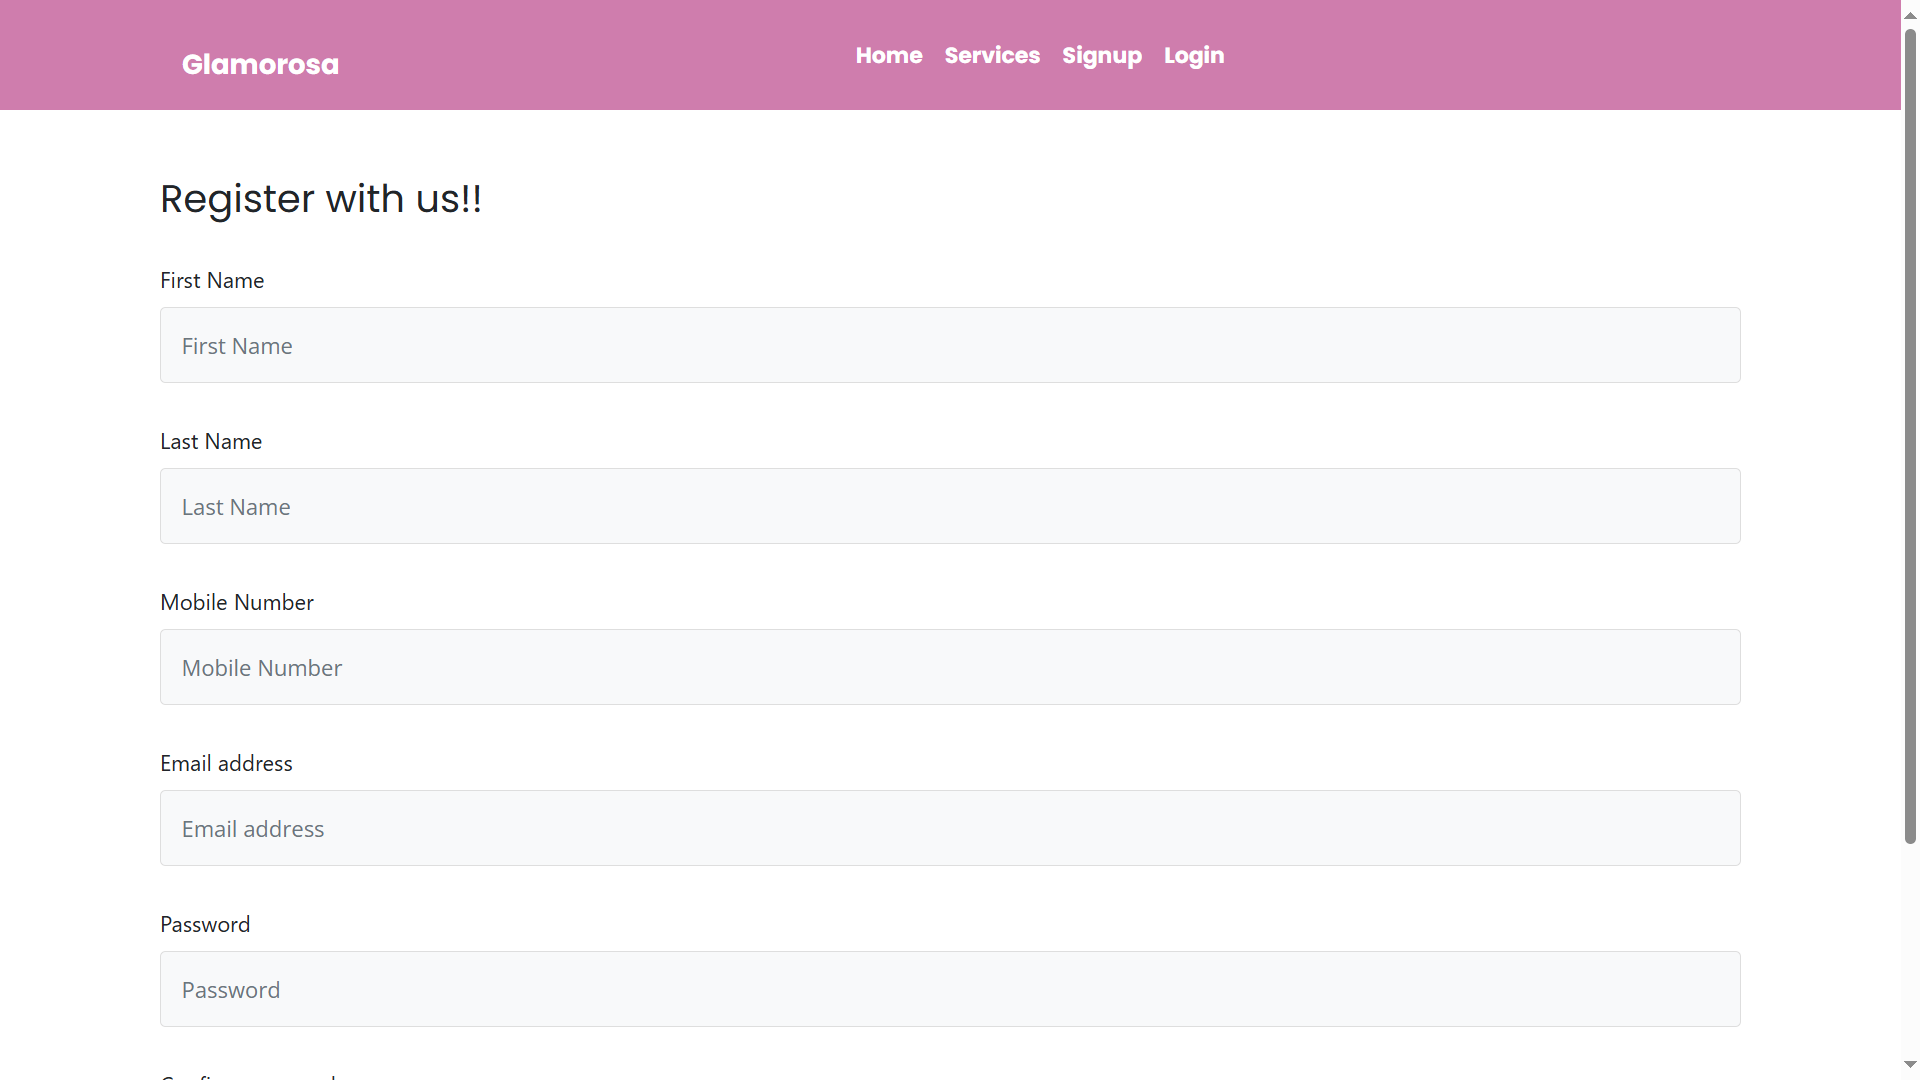 Glamorosa
Home Services Signup Login
Register with us!!
First Name
First Name
Last Name
Last Name
Mobile Number
Mobile Number
Email address
Email address
Password
Password